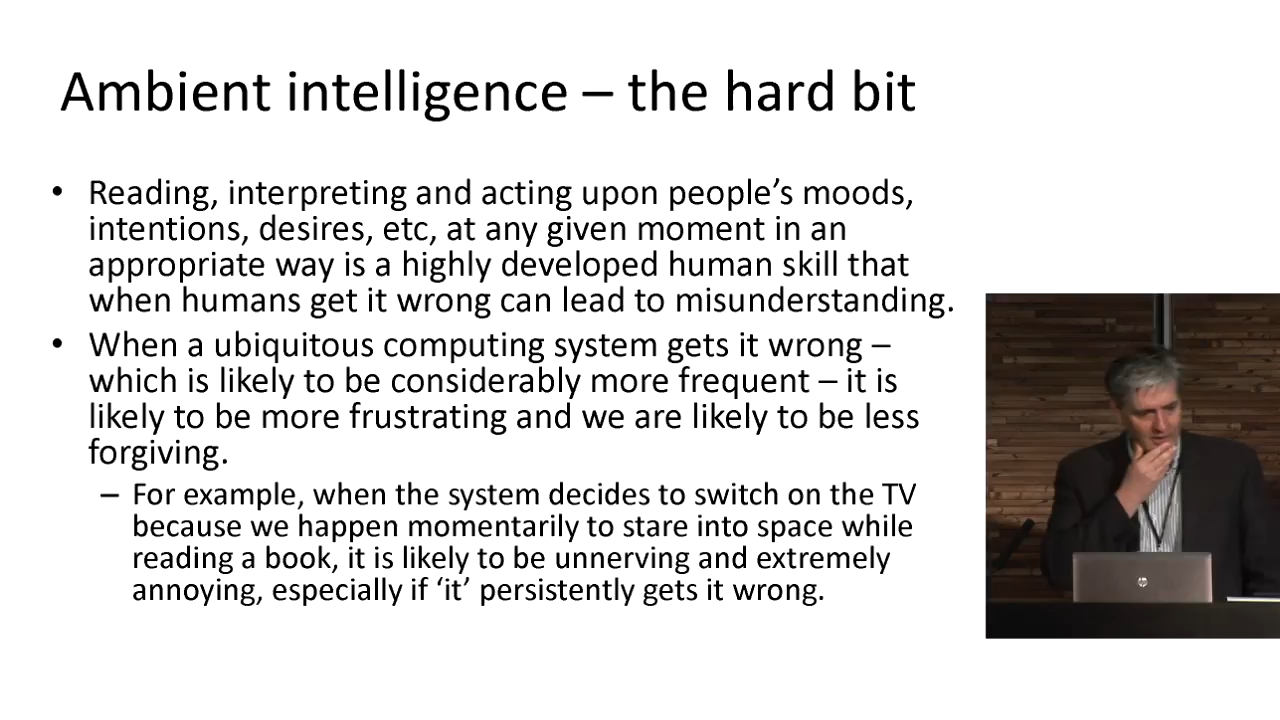 Ambient intelligence – the hard bit
• Reading, interpreting and acting upon people's moods,
intentions, desires, etc, at any given moment in an
appropriate way is a highly developed human skill that
when humans get it wrong can lead to misunderstanding.
• When a ubiquitous computing system gets it wrong –
which is likely to be considerably more frequent – it is
likely to be more frustrating and we are likely to be less
forgiving.
– For example, when the system decides to switch on the TV
because we happen momentarily to stare into space while
reading a book, it is likely to be unnerving and extremely
annoying, especially if ‘it’ persistently gets it wrong.
hp